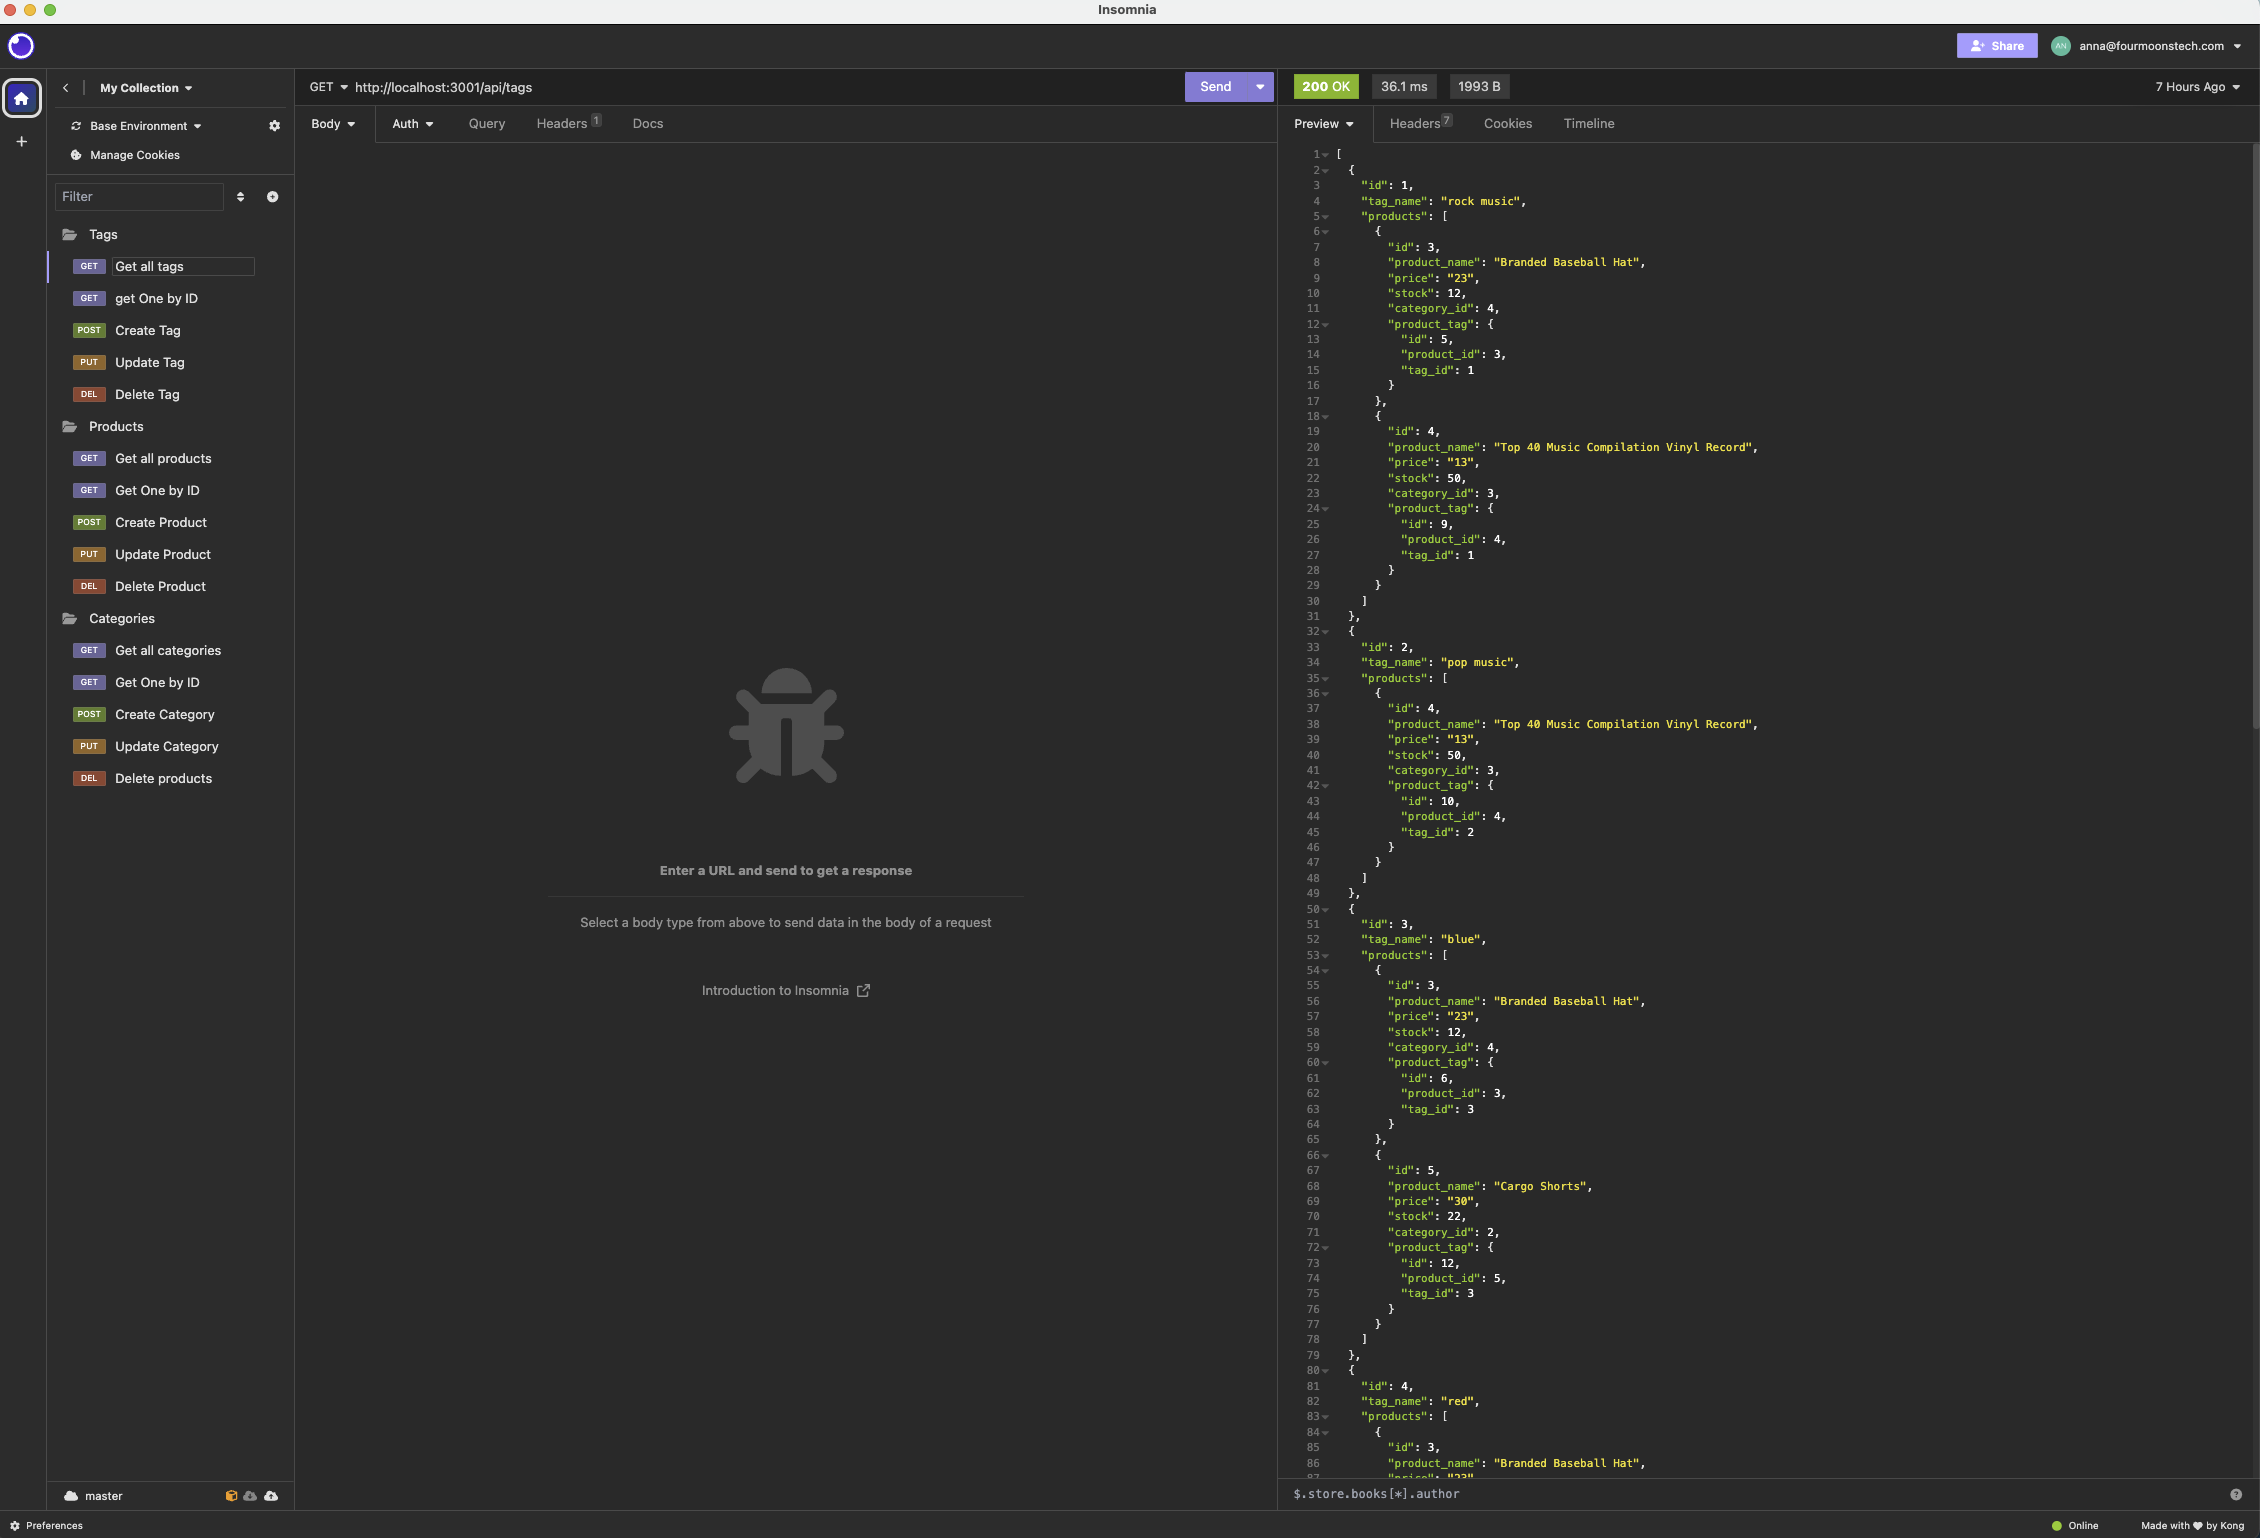 Insomnia
Share
AN
anna@fourmoonstech.com
My Collection
Base Environment
Manage Cookies
Filter
Tags
GET Get all tags
GET get One by ID
POST Create Tag
PUT Update Tag
DEL Delete Tag
Products
GET Get all products
GET Get One by ID
POST Create Product
PUT Update Product
DEL Delete Product
Categories
GET Get all categories
GET Get One by ID
POST Create Category
PUT Update Category
DEL Delete products
master
Preferences
GET http://localhost:3001/api/tags Send
Body Auth Query Headers 1 Docs
Enter a URL and send to get a response
Select a body type from above to send data in the body of a request
Introduction to Insomnia
200 OK 36.1 ms 1993 B 7 Hours Ago
Preview Headers 7 Cookies Timeline
1 [
2 {
3 "id": 1,
4 "tag_name": "rock music",
5 "products": [
6 {
7 "id": 3,
8 "product_name": "Branded Baseball Hat",
9 "price": "23",
10 "stock": 12,
11 "category_id": 4,
12 "product_tag": {
13 "id": 5,
14 "product_id": 3,
15 "tag_id": 1
16 }
17 },
18 {
19 "id": 4,
20 "product_name": "Top 40 Music Compilation Vinyl Record",
21 "price": "13",
22 "stock": 50,
23 "category_id": 3,
24 "product_tag": {
25 "id": 9,
26 "product_id": 4,
27 "tag_id": 1
28 }
29 }
30 ]
31 },
32 {
33 "id": 2,
34 "tag_name": "pop music",
35 "products": [
36 {
37 "id": 4,
38 "product_name": "Top 40 Music Compilation Vinyl Record",
39 "price": "13",
40 "stock": 50,
41 "category_id": 3,
42 "product_tag": {
43 "id": 10,
44 "product_id": 4,
45 "tag_id": 2
46 }
47 }
48 ]
49 },
50 {
51 "id": 3,
52 "tag_name": "blue",
53 "products": [
54 {
55 "id": 3,
56 "product_name": "Branded Baseball Hat",
57 "price": "23",
58 "stock": 12,
59 "category_id": 4,
60 "product_tag": {
61 "id": 6,
62 "product_id": 3,
63 "tag_id": 3
64 }
65 },
66 {
67 "id": 5,
68 "product_name": "Cargo Shorts",
69 "price": "30",
70 "stock": 22,
71 "category_id": 2,
72 "product_tag": {
73 "id": 12,
74 "product_id": 5,
75 "tag_id": 3
76 }
77 }
78 ]
79 },
80 {
81 "id": 4,
82 "tag_name": "red",
83 "products": [
84 {
85 "id": 3,
86 "product_name": "Branded Baseball Hat",
87 "price": "23"
$.store.books[*].author
Online
Made with ♥ by Kong